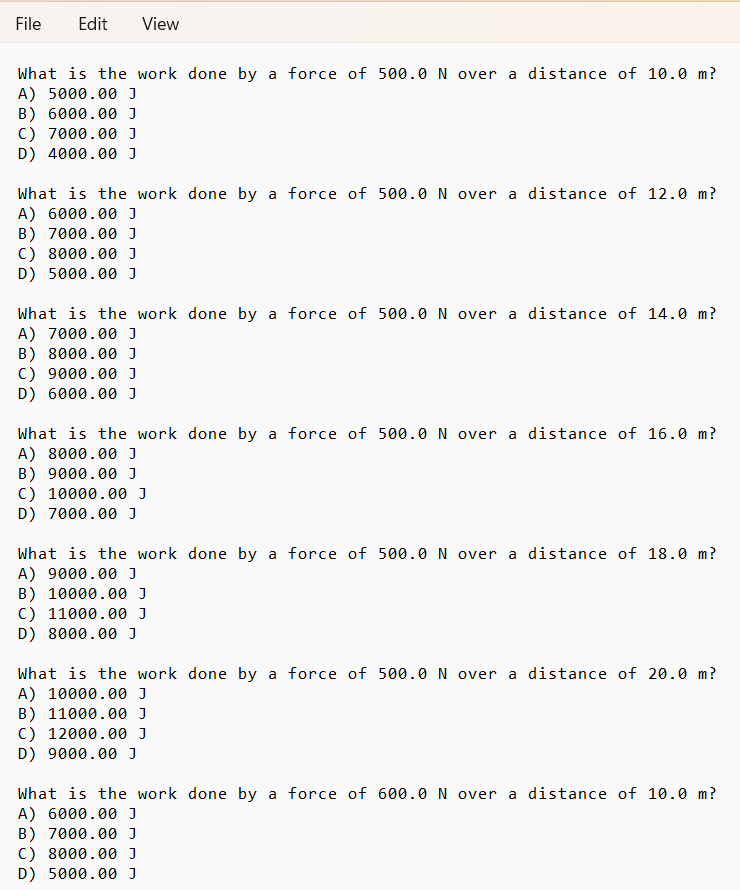 File Edit View
What is the work done by a force of 500.0 N over a distance of 10.0 m?
A) 5000.00 J
B) 6000.00 J
C) 7000.00 J
D) 4000.00 J
What is the work done by a force of 500.0 N over a distance of 12.0 m?
A) 6000.00 J
B) 7000.00 J
C) 8000.00 J
D) 5000.00 J
What is the work done by a force of 500.0 N over a distance of 14.0 m?
A) 7000.00 J
B) 8000.00 J
C) 9000.00 J
D) 6000.00 J
What is the work done by a force of 500.0 N over a distance of 16.0 m?
A) 8000.00 J
B) 9000.00 J
C) 10000.00 J
D) 7000.00 J
What is the work done by a force of 500.0 N over a distance of 18.0 m?
A) 9000.00 J
B) 10000.00 J
C) 11000.00 J
D) 8000.00 J
What is the work done by a force of 500.0 N over a distance of 20.0 m?
A) 10000.00 J
B) 11000.00 J
C) 12000.00 J
D) 9000.00 J
What is the work done by a force of 600.0 N over a distance of 10.0 m?
A) 6000.00 J
B) 7000.00 J
C) 8000.00 J
D) 5000.00 J